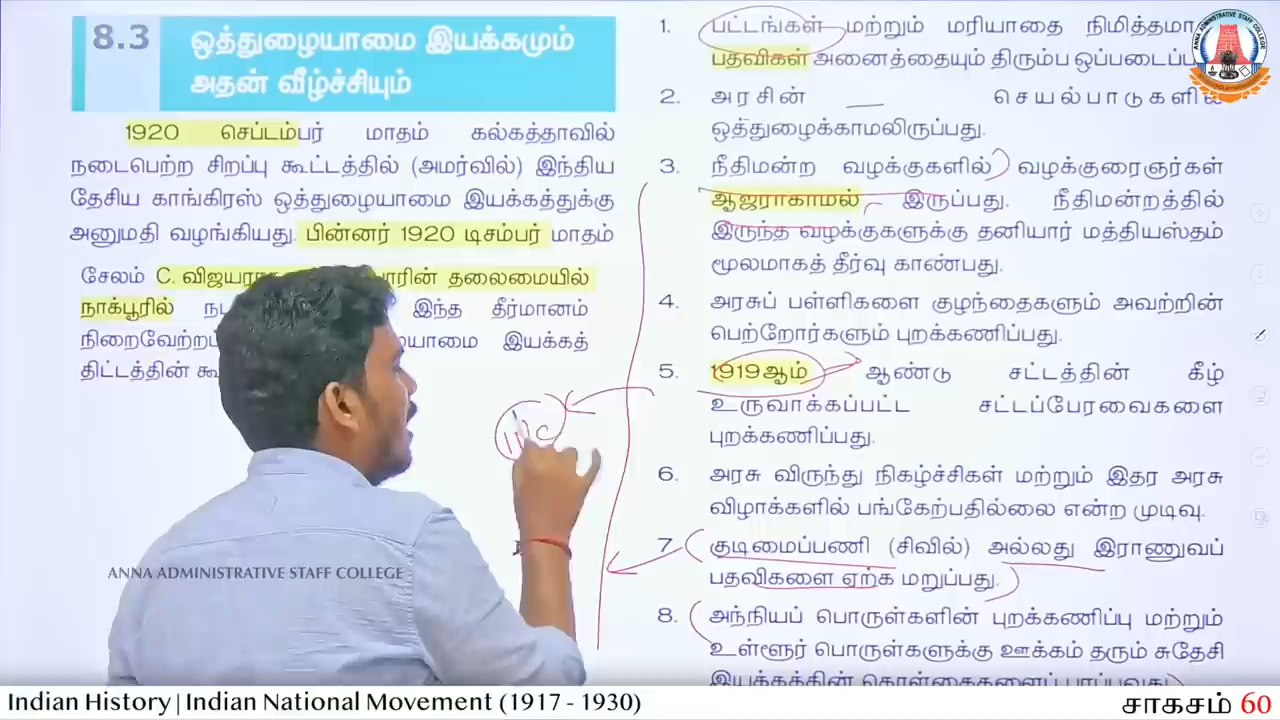 8.3 ஒத்துழையாமை இயக்கமும்
அதன் வீழ்ச்சியும்
1920 செப்டம்பர் மாதம் கல்கத்தாவில்
நடைபெற்ற சிறப்பு கூட்டத்தில் (அமர்வில்) இந்திய
தேசிய காங்கிரஸ் ஒத்துழையாமை இயக்கத்துக்கு
அனுமதி வழங்கியது. பின்னர் 1920 டிசம்பர் மாதம்
சேலம் C. தலைமையில்
நாக்பூரில் இந்த தீர்மானம்
இயக்கத்
திட்டத்தின்
1. பட்டங்கள் மற்றும் மரியாதை
பதவிகள் அனைத்தையும் திரும்ப
2. அரசின் செயல்பாடுகளில்
ஒத்துழைக்காமலிருப்பது.
3. நீதிமன்ற வழக்குகளில் வழக்குரைஞர்கள்
ஆஜராகாமல் இருப்பது. நீதிமன்றத்தில்
இருந்த வழக்குகளுக்கு தனியார் மத்தியஸ்தம்
மூலமாகத் தீர்வு காண்பது.
4. அரசுப் பள்ளிகளை குழந்தைகளும் அவற்றின்
பெற்றோர்களும் புறக்கணிப்பது.
5. 1919ஆம் ஆண்டு சட்டத்தின் கீழ்
உருவாக்கப்பட்ட சட்டப்பேரவைகளை
புறக்கணிப்பது.
6. அரசு விருந்து நிகழ்ச்சிகள் மற்றும் இதர அரசு
விழாக்களில் பங்கேற்பதில்லை என்ற முடிவு.
7. குடிமைப்பணி (சிவில்) அல்லது இராணுவப்
பதவிகளை ஏற்க மறுப்பது.
8. அந்நியப் பொருள்களின் புறக்கணிப்பு மற்றும்
உள்ளூர் பொருள்களுக்கு ஊக்கம் தரும் சுதேசி
இயக்கத்தின் கொள்கைகளைப்
ANNA ADMINISTRATIVE STAFF COLLEGE
ANNA ADMINISTRATIVE STAFF COLLEGE
Indian History | Indian National Movement (1917 - 1930)
சாகசம் 60